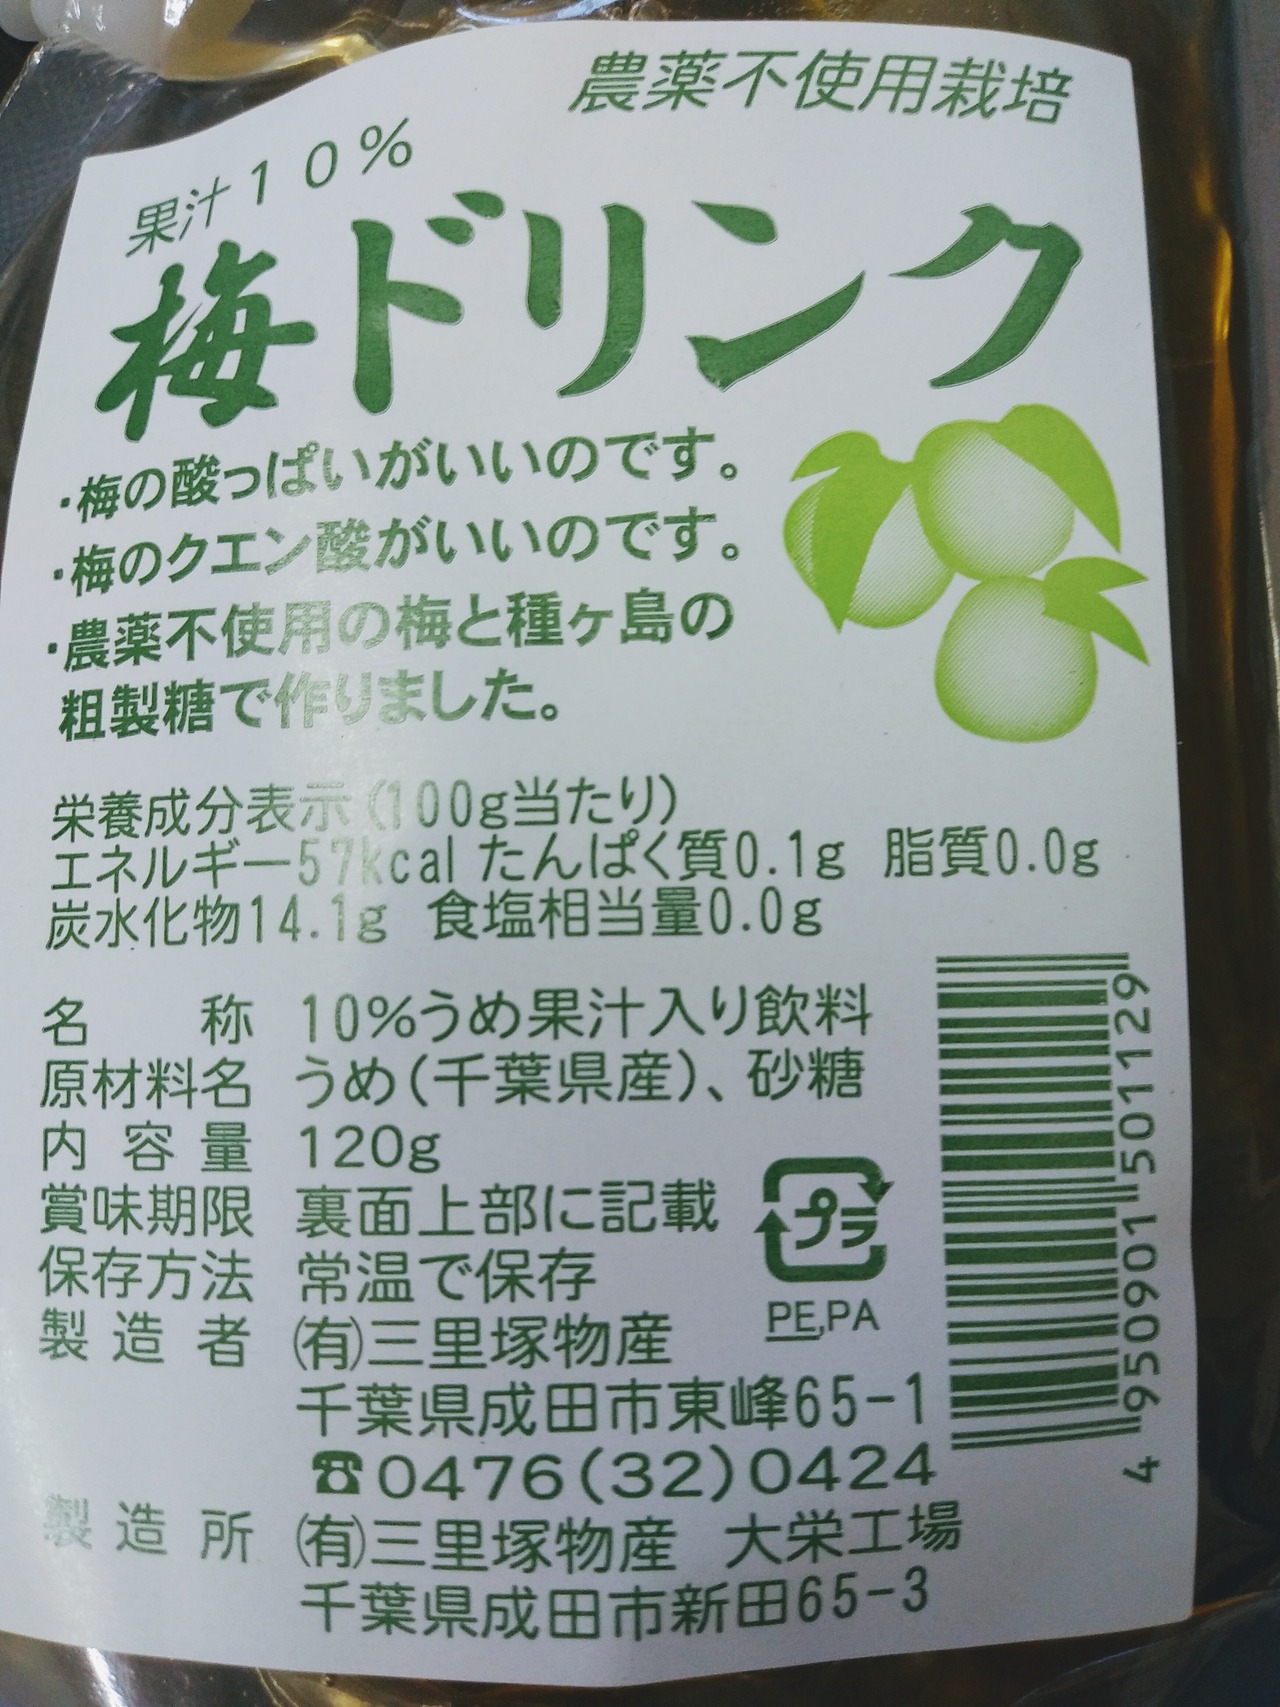 農薬不使用栽培
果汁10%
梅ドリンク
・梅の酸っぱいがいいのです。
・梅のクエン酸がいいのです。
・農薬不使用の梅と種ヶ島の
粗製糖で作りました。
栄養成分表示(100g当たり)
エネルギー57kcal たんぱく質0.1g 脂質0.0g
炭水化物14.1g 食塩相当量0.0g
名称 10%うめ果汁入り飲料
原材料名 うめ(千葉県産)、砂糖
内容量 120g
賞味期限 裏面上部に記載
保存方法 常温で保存
製造者 ㈲三里塚物産
千葉県成田市東峰65-1
☎0476(32)0424
製造所 ㈲三里塚物産 大栄工場
千葉県成田市新田65-3
プラ
PE,PA
4 950901 150129